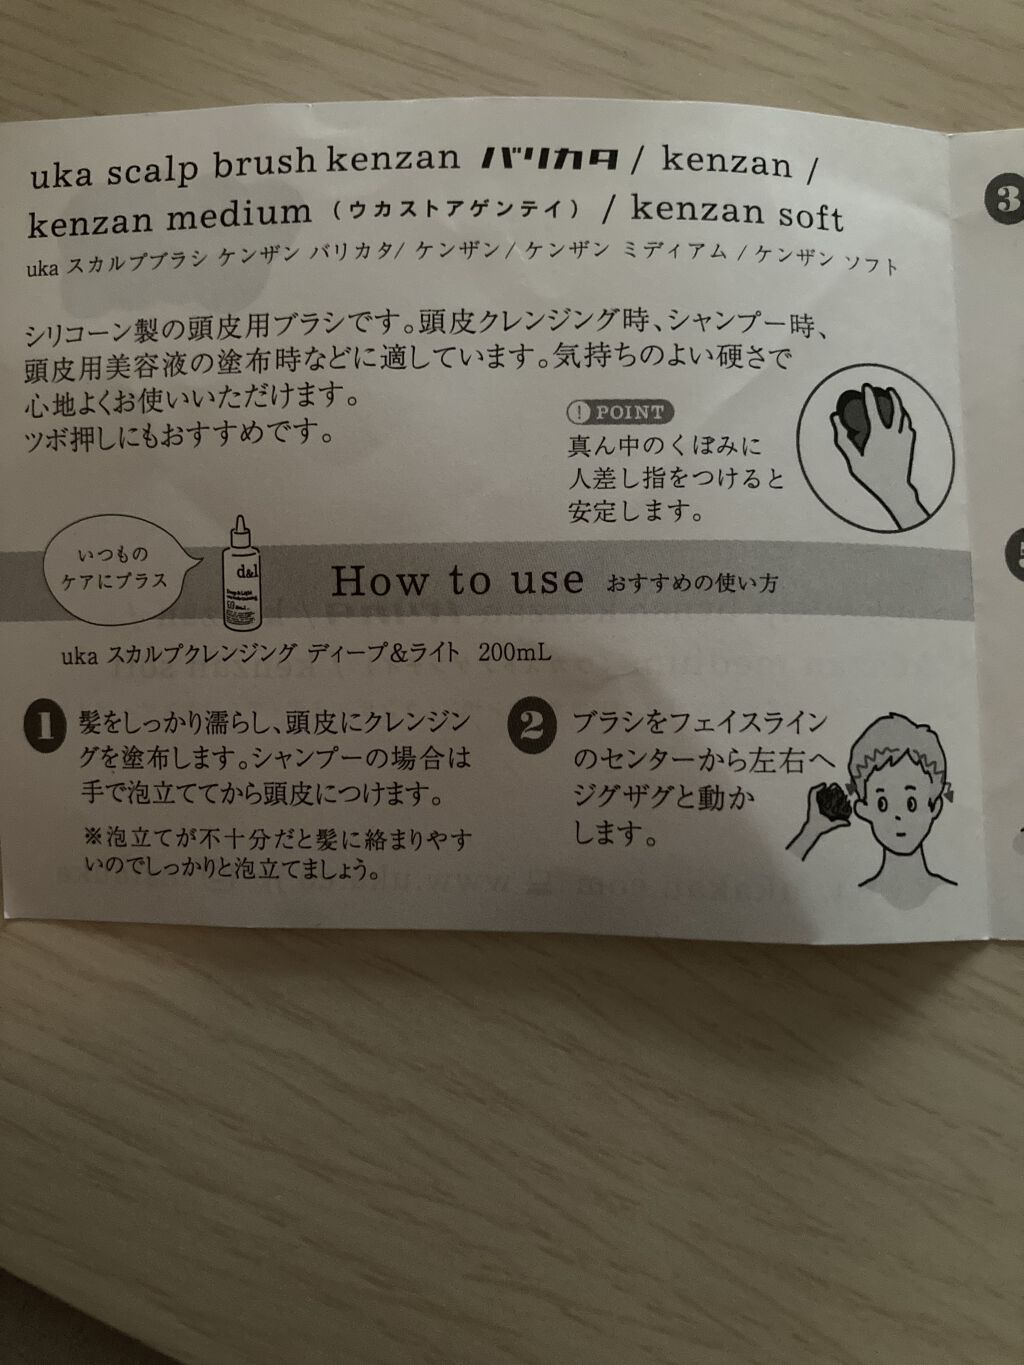 uka scalp brush kenzan バリカタ / kenzan /
kenzan medium (ウカストアゲンテイ) / kenzan soft
uka スカルプブラシ ケンザン バリカタ/ ケンザン / ケンザン ミディアム / ケンザン ソフト
シリコーン製の頭皮用ブラシです。頭皮クレンジング時、シャンプー時、
頭皮用美容液の塗布時などに適しています。気持ちのよい硬さで
心地よくお使いいただけます。
ツボ押しにもおすすめです。
! POINT
真ん中のくぼみに
人差し指をつけると
安定します。
いつもの
ケアにプラス
d&l
How to use おすすめの使い方
uka スカルプクレンジング ディープ&ライト 200mL
1 髪をしっかり濡らし、頭皮にクレンジン
グを塗布します。シャンプーの場合は
手で泡立ててから頭皮につけます。
※泡立てが不十分だと髪に絡まりやす
いのでしっかりと泡立てましょう。
2 ブラシをフェイスライン
のセンターから左右へ
ジグザグと動か
します。
3
5